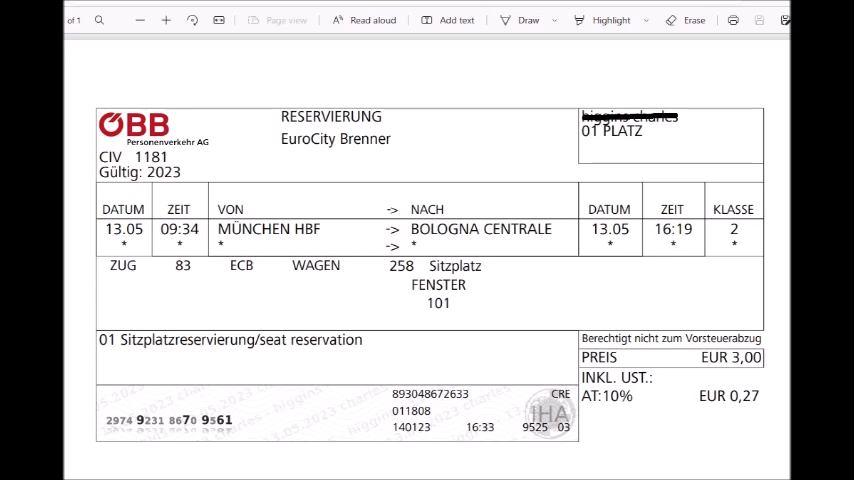 of 1 Page view Read aloud Add text Draw Highlight Erase
ÖBB
Personenverkehr AG
CIV 1181
Gültig: 2023
RESERVIERUNG
EuroCity Brenner
higgins charles
01 PLATZ
DATUM ZEIT VON -> NACH DATUM ZEIT KLASSE
13.05 09:34 MÜNCHEN HBF -> BOLOGNA CENTRALE 13.05 16:19 2
* * * -> * * * *
ZUG 83 ECB WAGEN 258 Sitzplatz
FENSTER
101
01 Sitzplatzreservierung/seat reservation
Berechtigt nicht zum Vorsteuerabzug
PREIS EUR 3,00
INKL. UST.:
AT:10% EUR 0,27
893048672633 CRE
011808
140123 16:33 9525 03
2974 9231 8670 9561
IHA